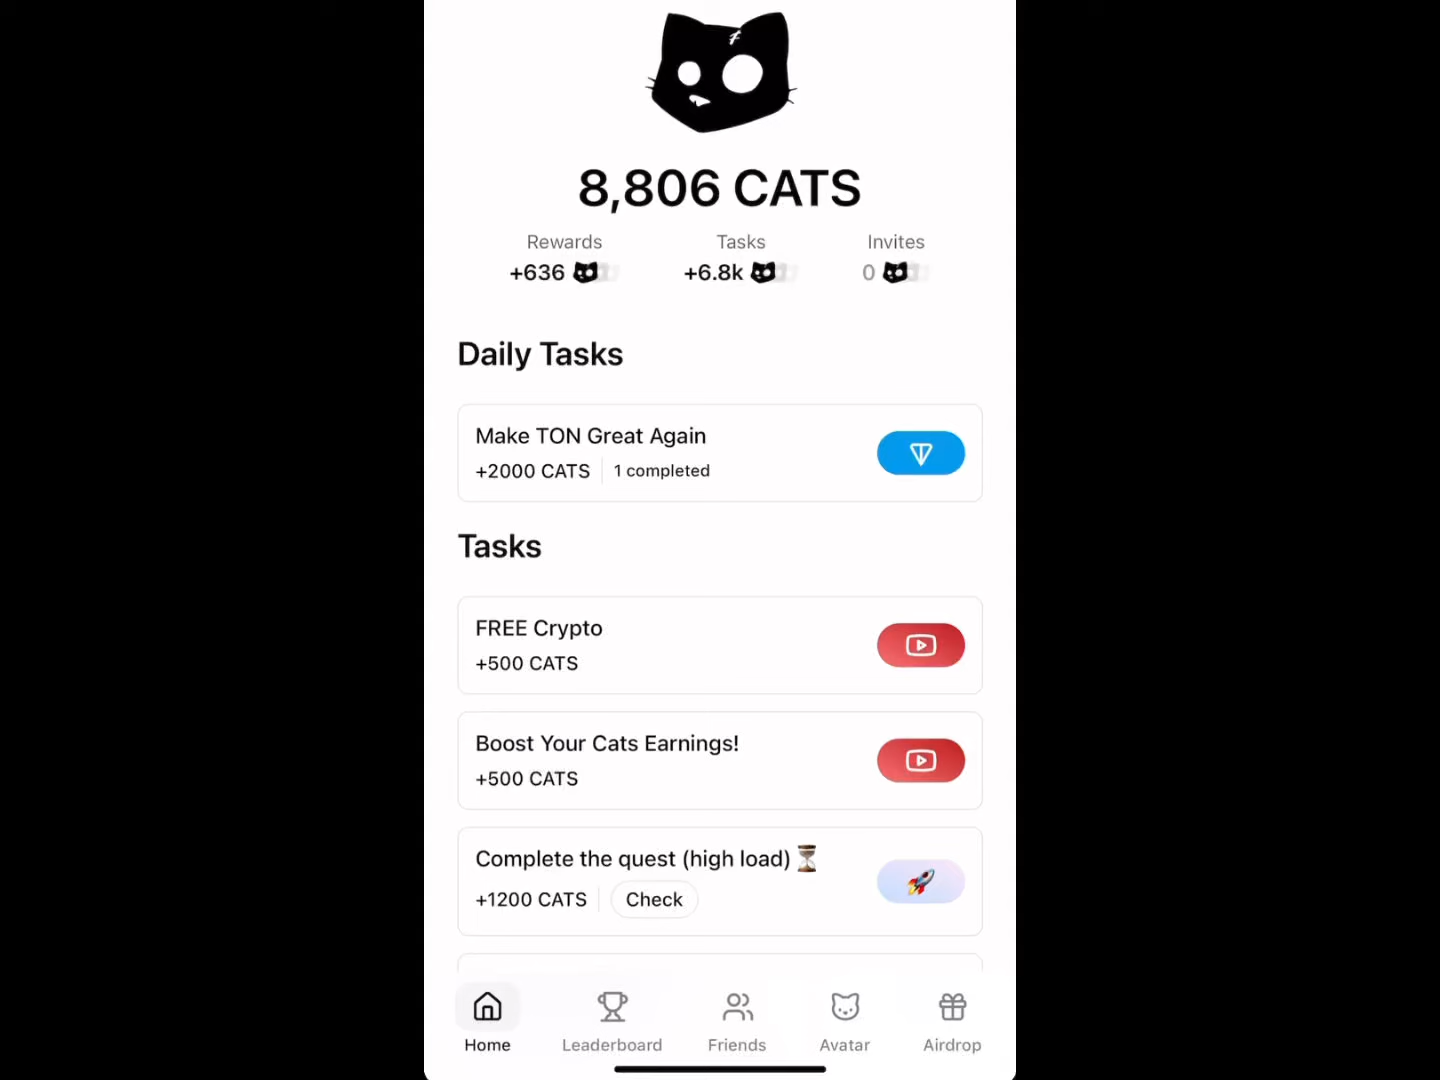 8,806 CATS
Rewards Tasks Invites
+636 +6.8k 0
Daily Tasks
Make TON Great Again
+2000 CATS 1 completed
Tasks
FREE Crypto
+500 CATS
Boost Your Cats Earnings!
+500 CATS
Complete the quest (high load)⏳
+1200 CATS Check
Home Leaderboard Friends Avatar Airdrop